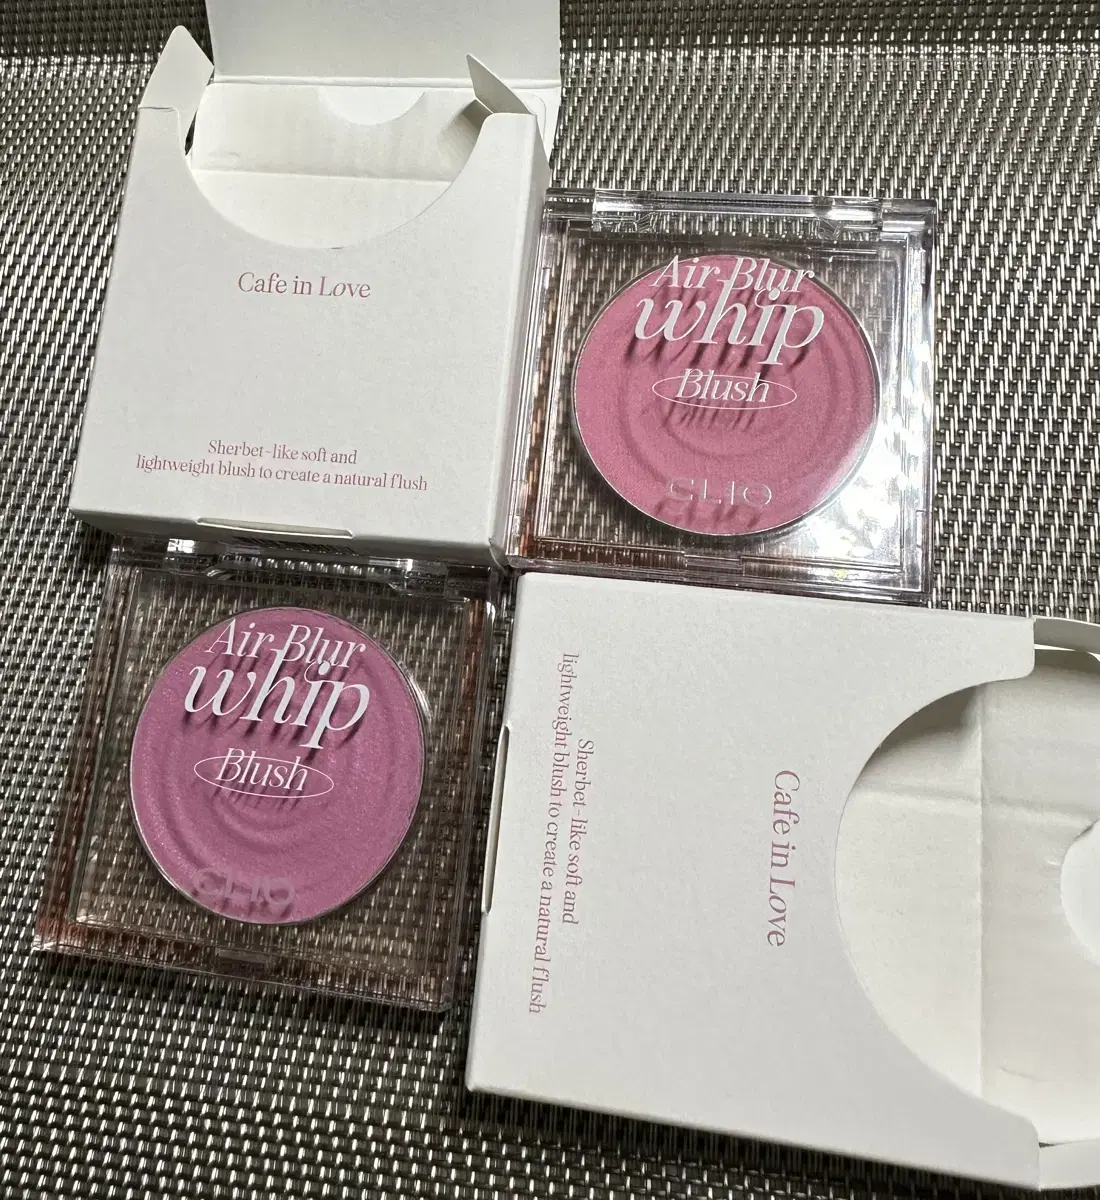 Cafe in Love
Sherbet-like soft and
lightweight blush to create a natural flush
Air Blur
whip
Blush
CLIO
Air Blur
whip
Blush
CLIO
Cafe in Love
Sherbet-like soft and
lightweight blush to create a natural flush